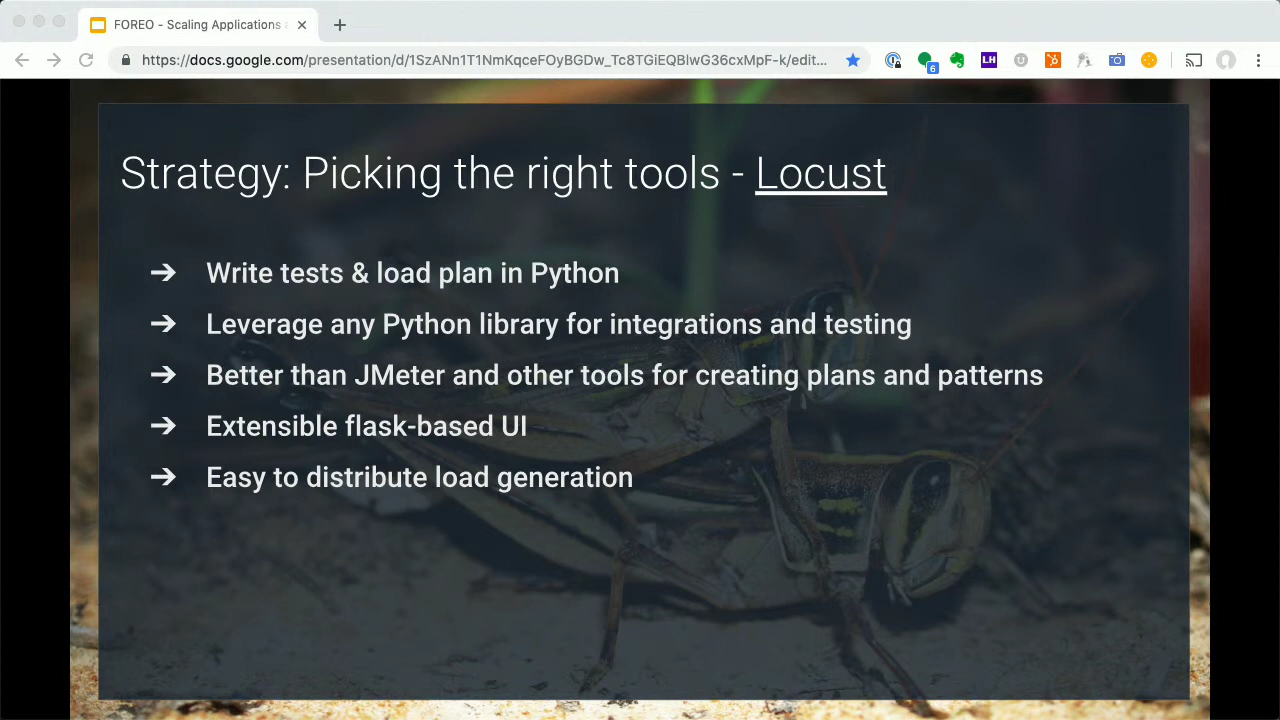 FOREO - Scaling Applications
https://docs.google.com/presentation/d/1SzANn1T1NmKqceFOyBGDw_Tc8TGiEQBlwG36cxMpF-k/edit...
6
LH
U
Strategy: Picking the right tools - Locust
➔ Write tests & load plan in Python
➔ Leverage any Python library for integrations and testing
➔ Better than JMeter and other tools for creating plans and patterns
➔ Extensible flask-based UI
➔ Easy to distribute load generation